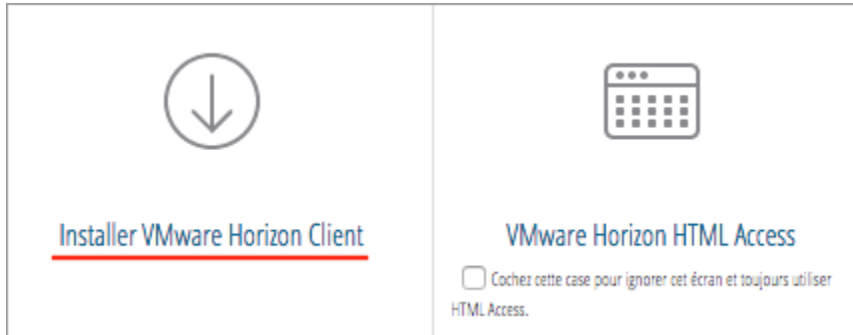 Installer VMware Horizon Client
VMware Horizon HTML Access
Cochez cette case pour ignorer cet écran et toujours utiliser
HTML Access.